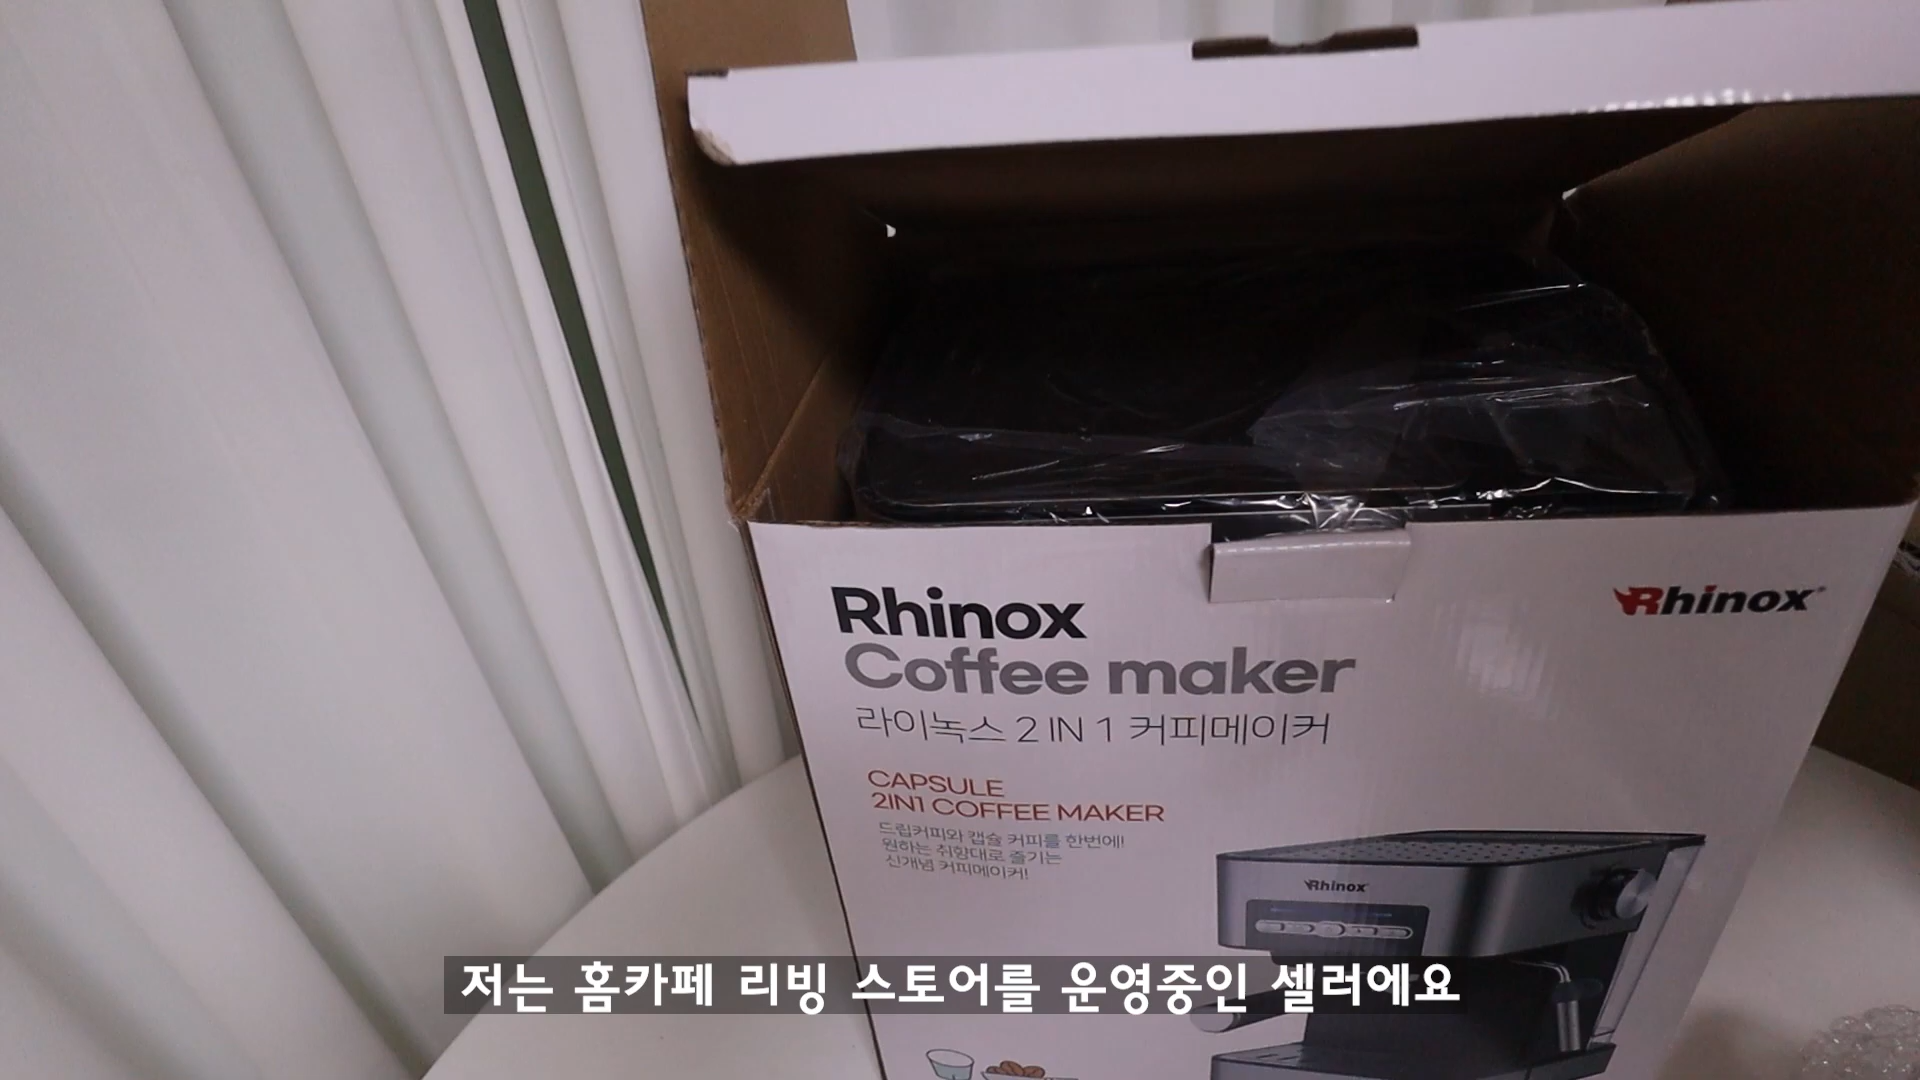 Rhinox
Rhinox
Coffee maker
라이녹스 2 IN 1 커피메이커
CAPSULE
2IN1 COFFEE MAKER
드립커피와 캡슐 커피를 한번에!
원하는 취향대로 즐기는
신개념 커피메이커!
Rhinox
저는 홈카페 리빙 스토어를 운영중인 셀러에요